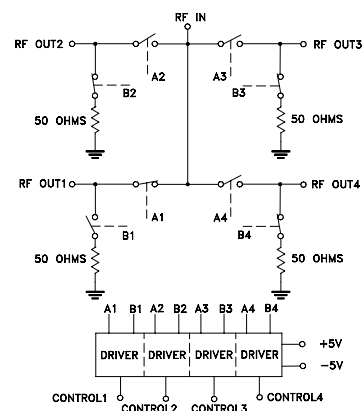 RF IN
RF OUT2 RF OUT3
A2 A3
B2 B3
50 OHMS 50 OHMS
RF OUT1 RF OUT4
A1 A4
B1 B4
50 OHMS 50 OHMS
A1 B1 A2 B2 A3 B3 A4 B4
DRIVER DRIVER DRIVER DRIVER
+5V
-5V
CONTROL1 CONTROL2 CONTROL3 CONTROL4